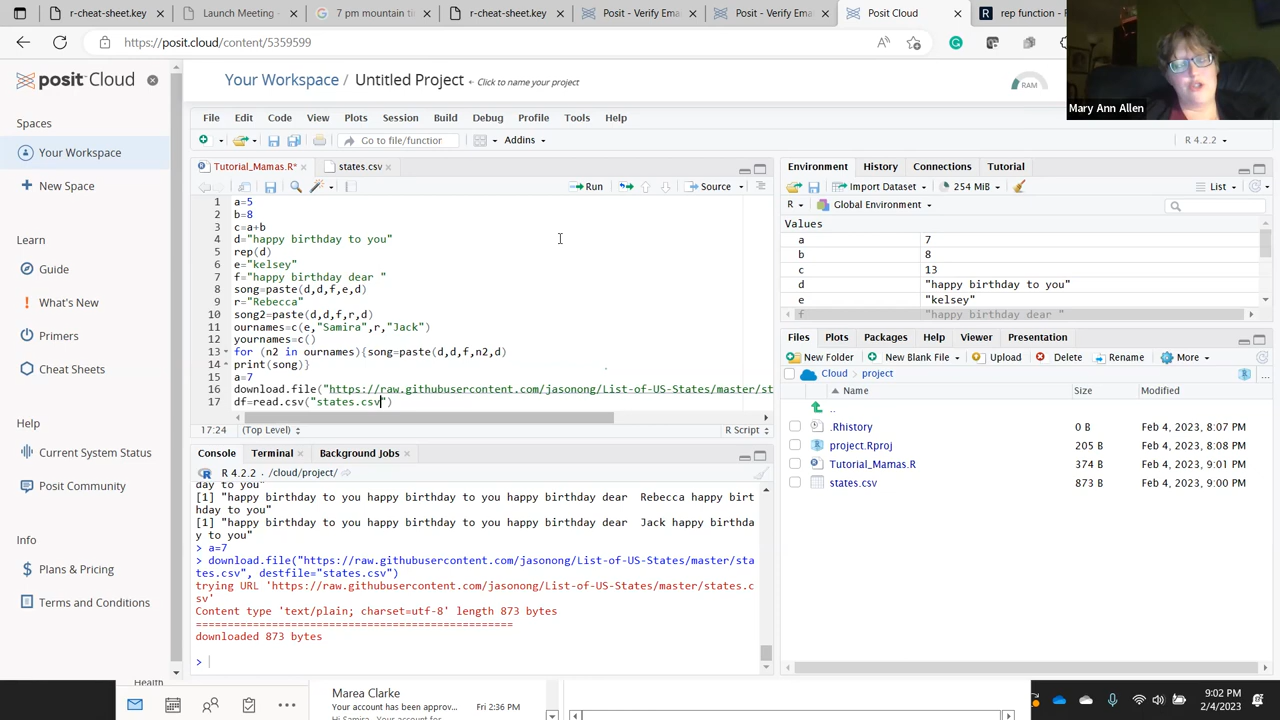 r-cheat-sheet.key
Launch Meeting -
7 pm mountain ti
r-cheat-sheet.key
Posit - Verify Ema
Posit - Verify Ema
Posit Cloud
rep function -
https://posit.cloud/content/5359599
Mary Ann Allen
posit Cloud
Your Workspace / Untitled Project
Click to name your project
RAM
Spaces
Your Workspace
New Space
Learn
Guide
What's New
Primers
Cheat Sheets
Help
Current System Status
Posit Community
Info
Plans & Pricing
Terms and Conditions
File Edit Code View Plots Session Build Debug Profile Tools Help
Go to file/function
Addins
R 4.2.2
Tutorial_Mamas.R*
states.csv
Run
Source
1 a=5
2 b=8
3 c=a+b
4 d="happy birthday to you"
5 rep(d)
6 e="kelsey"
7 f="happy birthday dear "
8 song=paste(d,d,f,e,d)
9 r="Rebecca"
10 song2=paste(d,d,f,r,d)
11 ournames=c(e,"Samira",r,"Jack")
12 yournames=c()
13 for (n2 in ournames){song=paste(d,d,f,n2,d)
14 print(song)}
15 a=7
16 download.file("https://raw.githubusercontent.com/jasonong/List-of-US-States/master/st
17 df=read.csv("states.csv")
17:24
(Top Level)
R Script
Console Terminal Background Jobs
R 4.2.2 . /cloud/project/
day to you"
[1] "happy birthday to you happy birthday to you happy birthday dear  Rebecca happy birt
hday to you"
[1] "happy birthday to you happy birthday to you happy birthday dear  Jack happy birthda
y to you"
> a=7
> download.file("https://raw.githubusercontent.com/jasonong/List-of-US-States/master/sta
tes.csv", destfile="states.csv")
trying URL 'https://raw.githubusercontent.com/jasonong/List-of-US-States/master/states.c
sv'
Content type 'text/plain; charset=utf-8' length 873 bytes
==================================================
downloaded 873 bytes
>
Environment History Connections Tutorial
Import Dataset
254 MiB
List
R
Global Environment
Values
a 7
b 8
c 13
d "happy birthday to you"
e "kelsey"
f "happy birthday dear "
Files Plots Packages Help Viewer Presentation
New Folder New Blank File Upload Delete Rename More
Cloud project
Name Size Modified
..
.Rhistory 0 B Feb 4, 2023, 8:07 PM
project.Rproj 205 B Feb 4, 2023, 8:08 PM
Tutorial_Mamas.R 374 B Feb 4, 2023, 9:01 PM
states.csv 873 B Feb 4, 2023, 9:00 PM
Health
Marea Clarke
Your account has been approv... Fri 2:36 PM
Hi Samira, Your account for
9:02 PM
2/4/2023